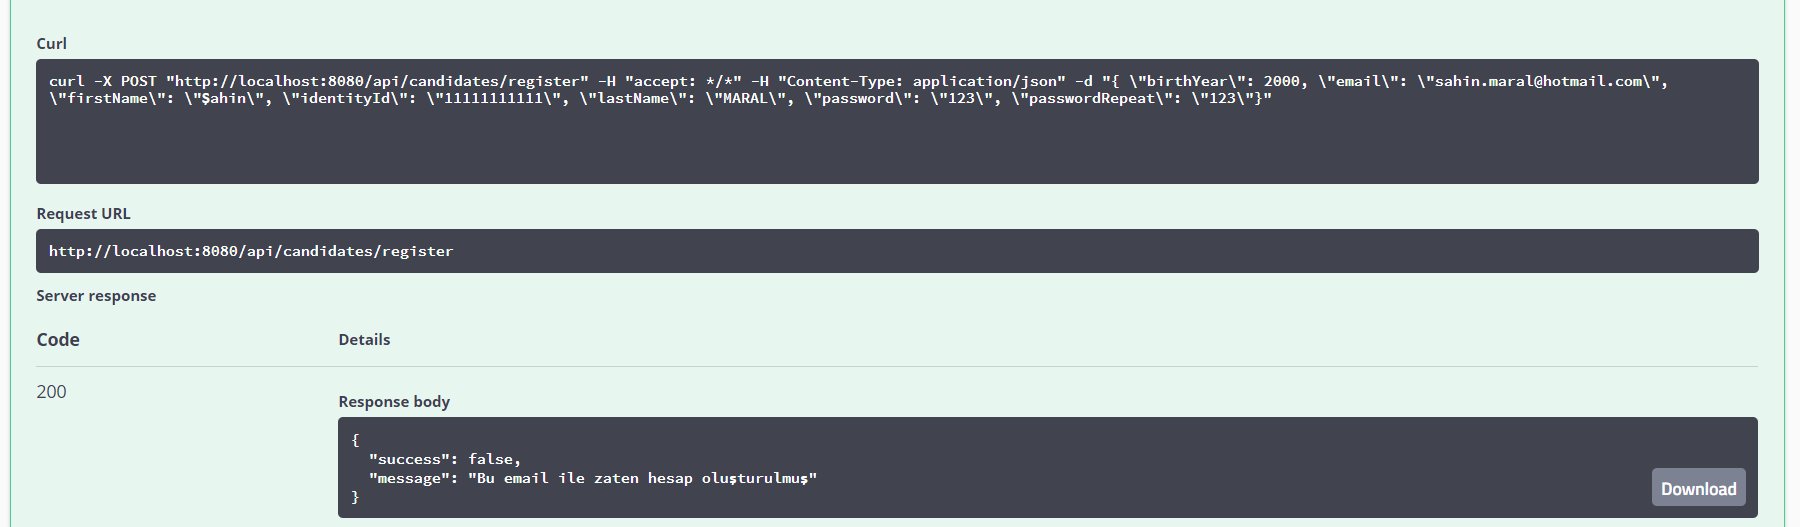 Curl
curl -X POST "http://localhost:8080/api/candidates/register" -H "accept: */*" -H "Content-Type: application/json" -d "{ \"birthYear\": 2000, \"email\": \"sahin.maral@hotmail.com\",
\"firstName\": \"Şahin\", \"identityId\": \"11111111111\", \"lastName\": \"MARAL\", \"password\": \"123\", \"passwordRepeat\": \"123\"}"
Request URL
http://localhost:8080/api/candidates/register
Server response
Code Details
200
Response body
{
"success": false,
"message": "Bu email ile zaten hesap oluşturulmuş"
}
Download